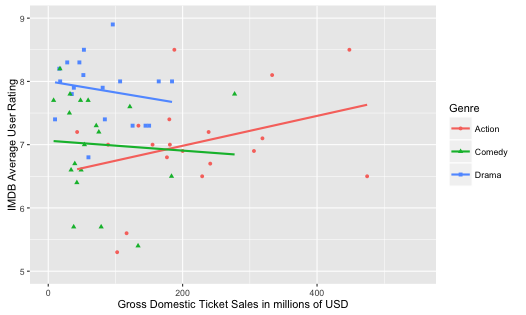 9
8
7
6
5
IMDB Average User Rating
0
200
400
Gross Domestic Ticket Sales in millions of USD
Genre
Action
Comedy
Drama